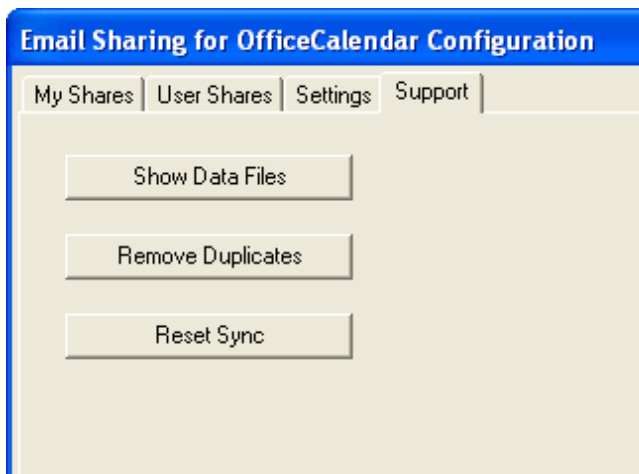 Email Sharing for OfficeCalendar Configuration
My Shares User Shares Settings Support
Show Data Files
Remove Duplicates
Reset Sync